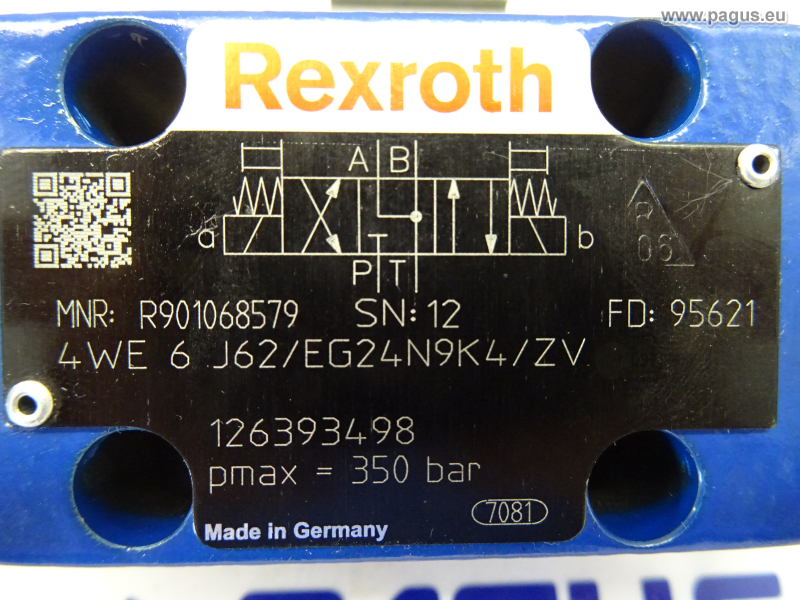 www.pagus.eu
Rexroth
A B
a b
P T
R
06
MNR: R901068579 SN: 12 FD: 95621
4WE 6 J62/EG24N9K4/ZV
126393498
pmax = 350 bar
7081
Made in Germany